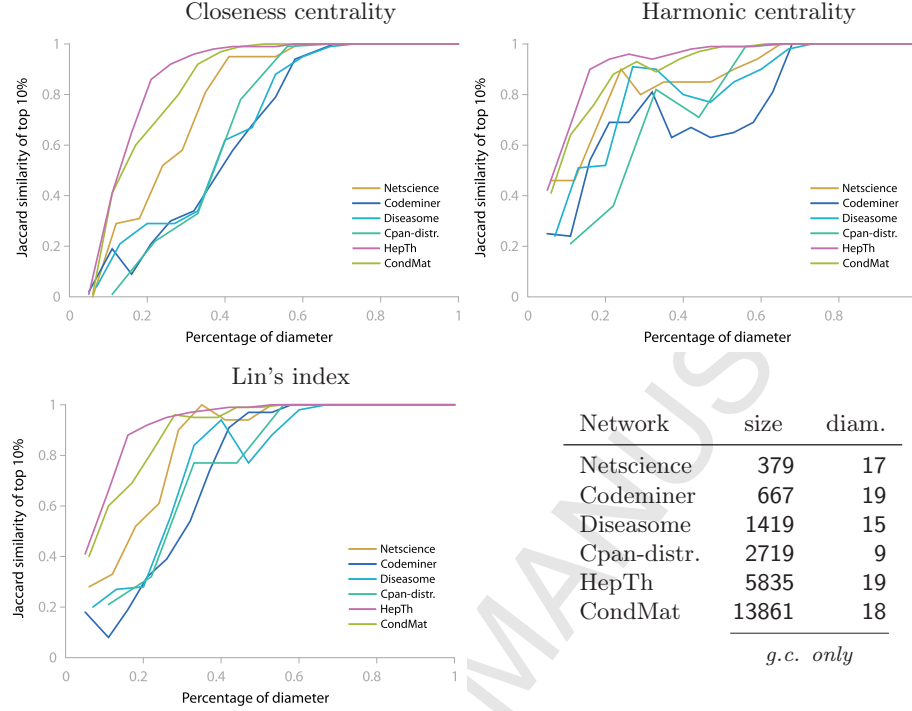 Closeness centrality
Jaccard similarity of top 10%
1
0.8
0.6
0.4
0.2
0
0
0.2
0.4
0.6
0.8
1
Percentage of diameter
Netscience
Codeminer
Diseasome
Cpan-distr.
HepTh
CondMat
Harmonic centrality
Jaccard similarity of top 10%
1
0.8
0.6
0.4
0.2
0
0
0.2
0.4
0.6
0.8
Percentage of diameter
Netscience
Codeminer
Diseasome
Cpan-distr.
HepTh
CondMat
Lin's index
Jaccard similarity of top 10%
1
0.8
0.6
0.4
0.2
0
0
0.2
0.4
0.6
0.8
1
Percentage of diameter
Netscience
Codeminer
Diseasome
Cpan-distr.
HepTh
CondMat
Network size diam.
Netscience 379 17
Codeminer 667 19
Diseasome 1419 15
Cpan-distr. 2719 9
HepTh 5835 19
CondMat 13861 18
g.c. only
MANUS